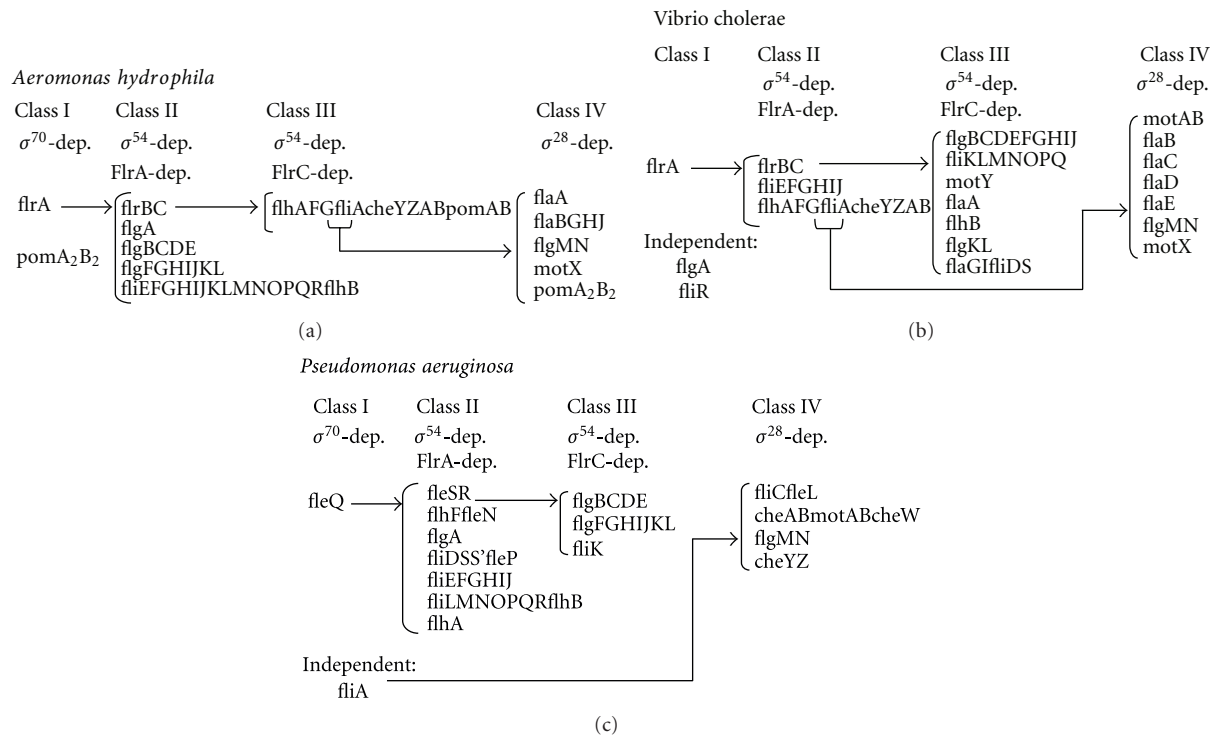 Aeromonas hydrophila
Class I
σ⁷⁰-dep.
Class II
σ⁵⁴-dep.
FlrA-dep.
Class III
σ⁵⁴-dep.
FlrC-dep.
Class IV
σ²⁸-dep.
flrA
pomA₂B₂
flrBC
flgA
flgBCDE
flgFGHIJKL
fliEFGHIJKLMNOPQRflhB
flhAFGfliAcheYZABpomAB
flaA
flaBGHJ
flgMN
motX
pomA₂B₂
(a)
Vibrio cholerae
Class I
Class II
σ⁵⁴-dep.
FlrA-dep.
Class III
σ⁵⁴-dep.
FlrC-dep.
Class IV
σ²⁸-dep.
flrA
Independent:
flgA
fliR
flrBC
fliEFGHIJ
flhAFGfliAcheYZAB
flgBCDEFGHIJ
fliKLMNOPQ
motY
flaA
flhB
flgKL
flaGIfliDS
motAB
flaB
flaC
flaD
flaE
flgMN
motX
(b)
Pseudomonas aeruginosa
Class I
σ⁷⁰-dep.
Class II
σ⁵⁴-dep.
FlrA-dep.
Class III
σ⁵⁴-dep.
FlrC-dep.
Class IV
σ²⁸-dep.
fleQ
fleSR
flhFfleN
flgA
fliDSS'fleP
fliEFGHIJ
fliLMNOPQRflhB
flhA
flgBCDE
flgFGHIJKL
fliK
fliCfleL
cheABmotABcheW
flgMN
cheYZ
Independent:
fliA
(c)